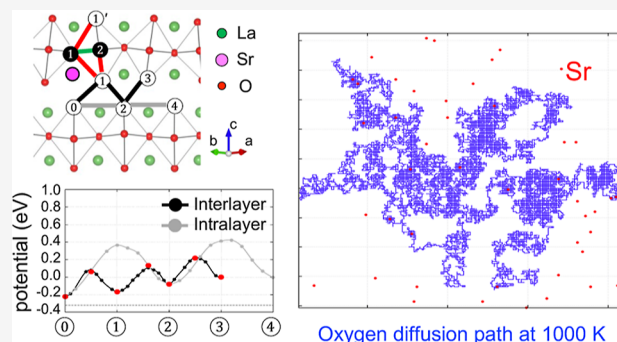 1'
La
1 2
Sr
1 3
O
0 2 4
c
b a
1.0
0.8
0.6
0.4
0.2
0.0
-0.2
-0.4
potential (eV)
Interlayer
Intralayer
0 1 2 3 4
Sr
Oxygen diffusion path at 1000 K